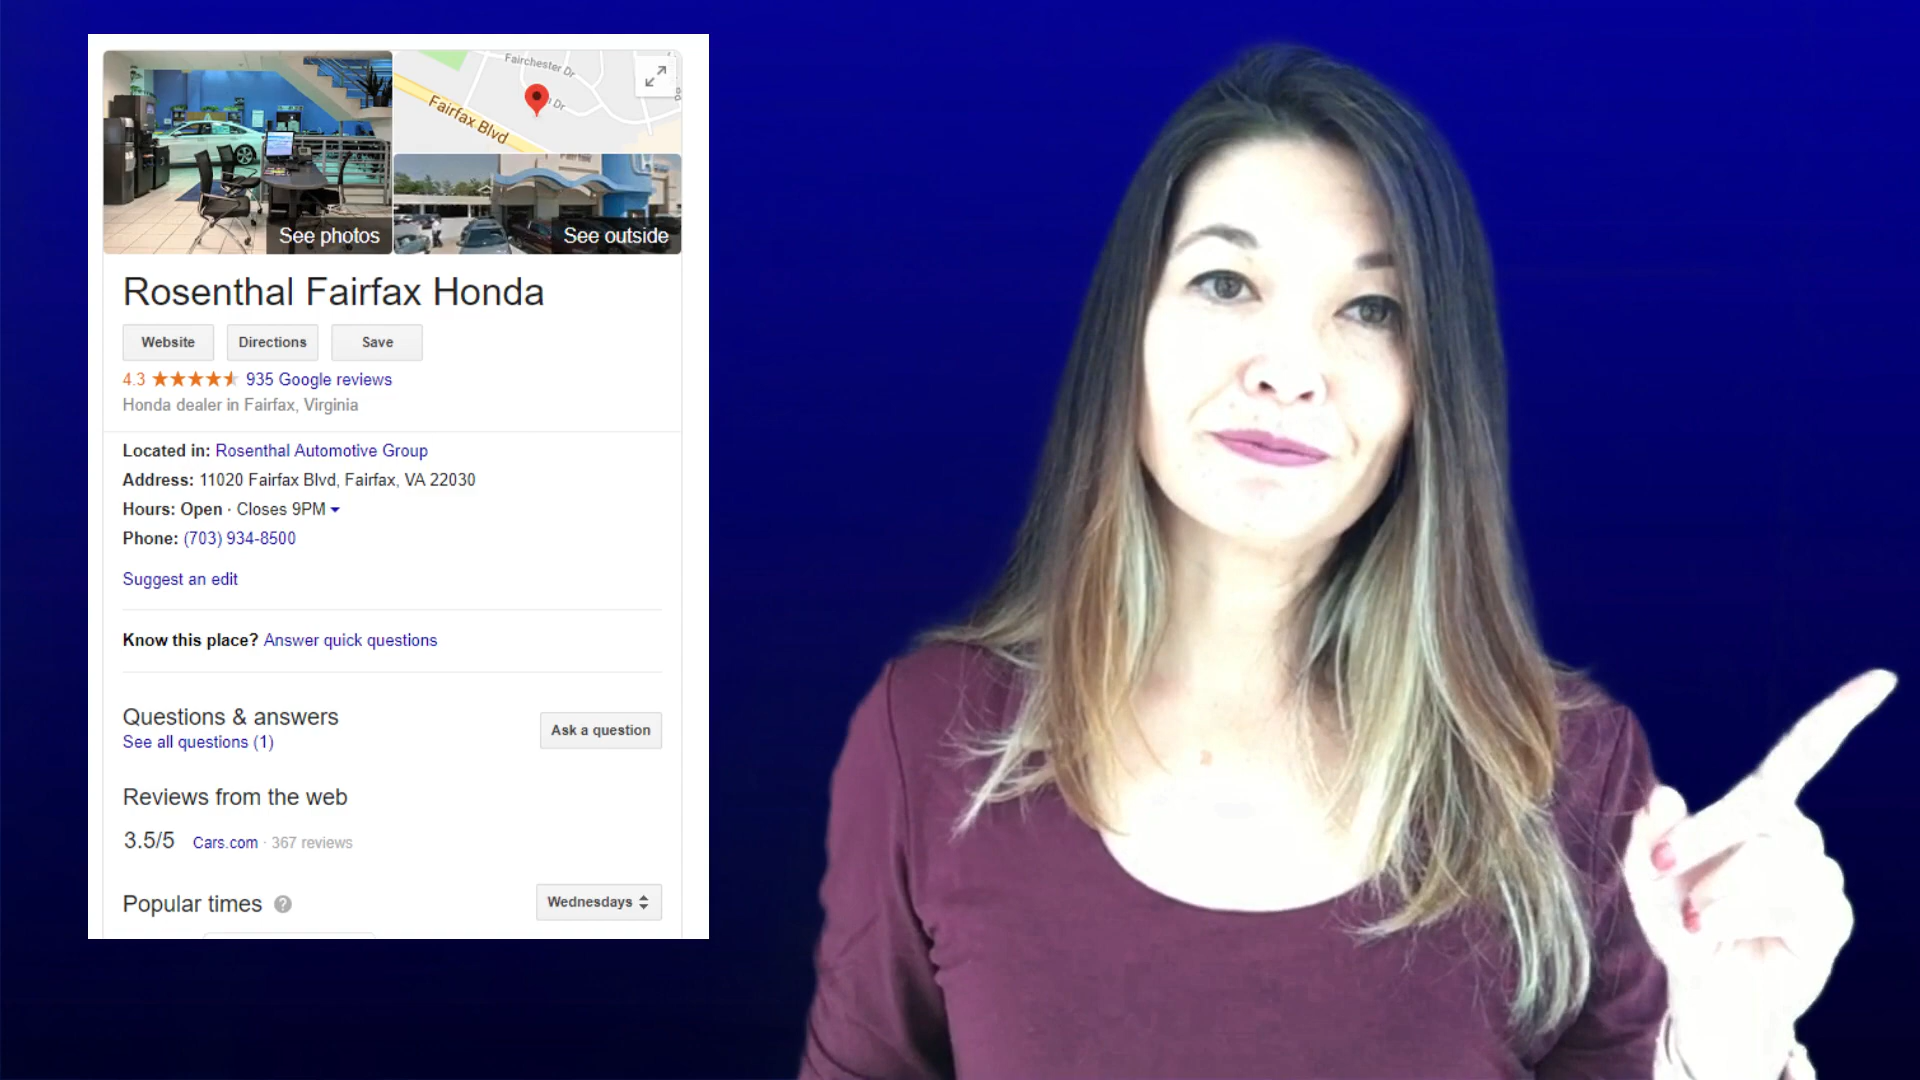 Fairchester Dr
Dr
Fairfax Blvd
See photos
See outside
Rosenthal Fairfax Honda
Website
Directions
Save
4.3 ★★★★★ 935 Google reviews
Honda dealer in Fairfax, Virginia
Located in: Rosenthal Automotive Group
Address: 11020 Fairfax Blvd, Fairfax, VA 22030
Hours: Open · Closes 9PM
Phone: (703) 934-8500
Suggest an edit
Know this place? Answer quick questions
Questions & answers
See all questions (1)
Ask a question
Reviews from the web
3.5/5 Cars.com · 367 reviews
Popular times ?
Wednesdays